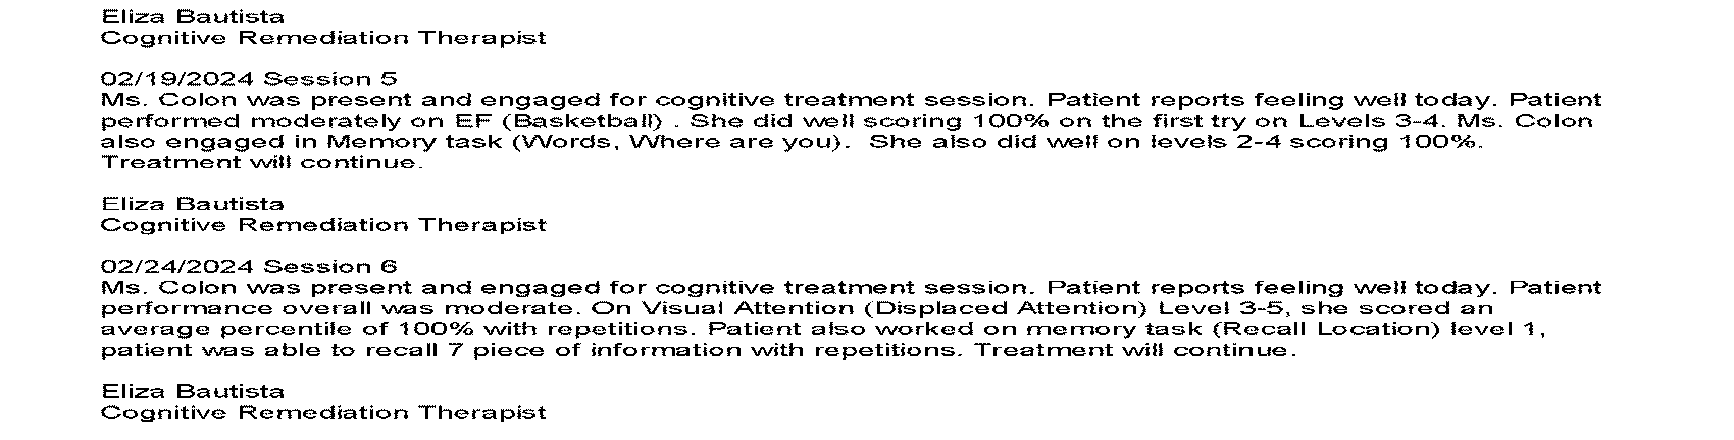 Eliza Bautista
Cognitive Remediation Therapist
02/19/2024 Session 5
Ms. Colon was present and engaged for cognitive treatment session. Patient reports feeling well today. Patient
performed moderately on EF (Basketball) . She did well scoring 100% on the first try on Levels 3-4. Ms. Colon
also engaged in Memory task (Words, Where are you).  She also did well on levels 2-4 scoring 100%.
Treatment will continue.
Eliza Bautista
Cognitive Remediation Therapist
02/24/2024 Session 6
Ms. Colon was present and engaged for cognitive treatment session. Patient reports feeling well today. Patient
performance overall was moderate. On Visual Attention (Displaced Attention) Level 3-5, she scored an
average percentile of 100% with repetitions. Patient also worked on memory task (Recall Location) level 1,
patient was able to recall 7 piece of information with repetitions. Treatment will continue.
Eliza Bautista
Cognitive Remediation Therapist